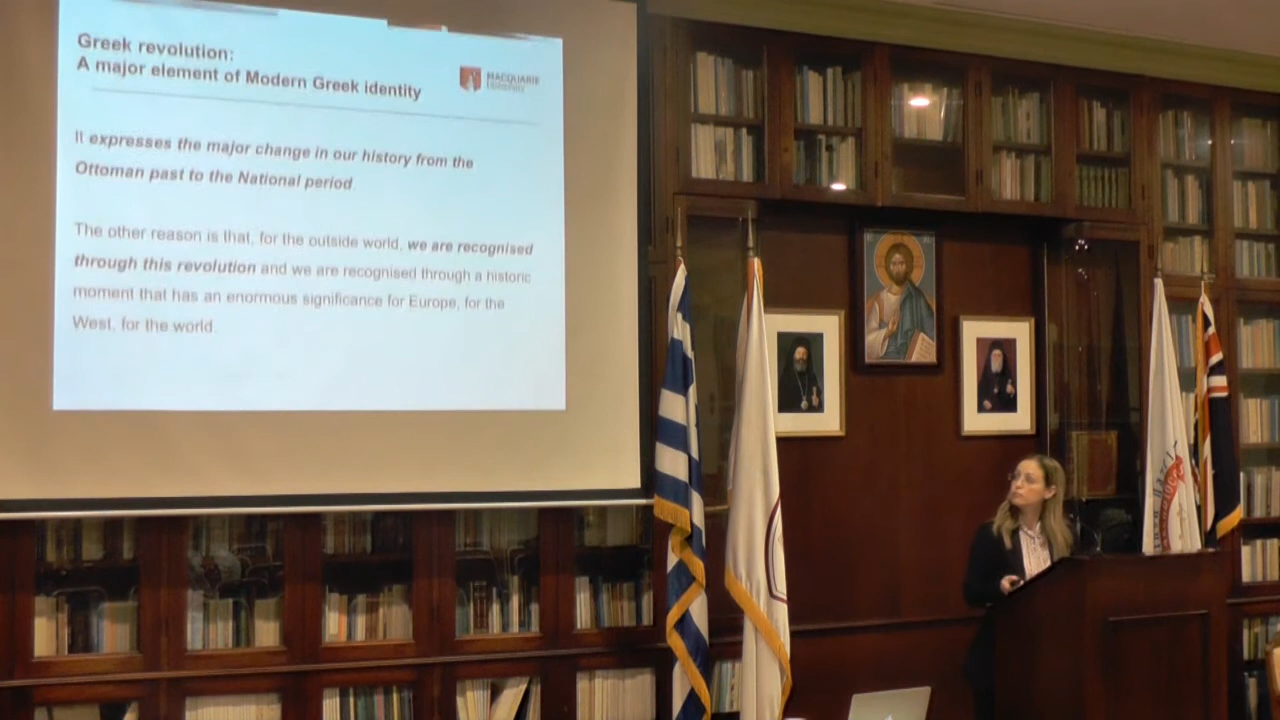 Greek revolution:
A major element of Modern Greek identity
MACQUARIE
University
It expresses the major change in our history from the
Ottoman past to the National period
The other reason is that, for the outside world, we are recognised
through this revolution and we are recognised through a historic
moment that has an enormous significance for Europe, for the
West, for the world.